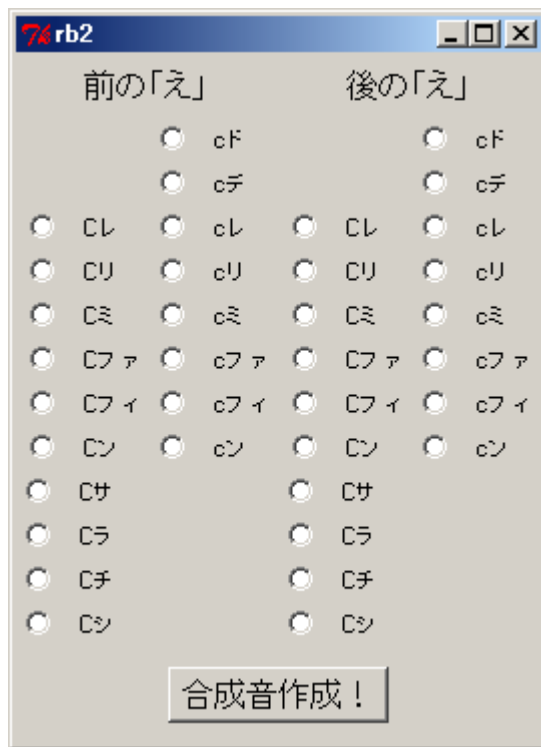 rb2
前の「え」 後の「え」
cド cド
cデ cデ
Cレ cレ Cレ cレ
Cリ cリ Cリ cリ
Cミ cミ Cミ cミ
Cファ cファ Cファ cファ
Cフィ cフィ Cフィ cフィ
Cン cン Cン cン
Cサ Cサ
Cラ Cラ
Cチ Cチ
Cシ Cシ
合成音作成！